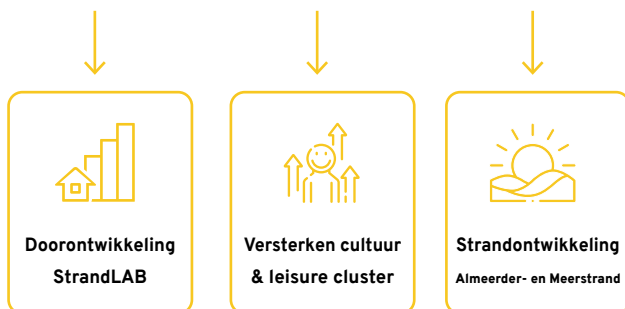 Doorontwikkeling
StrandLAB
Versterken cultuur
& leisure cluster
Strandontwikkeling
Almeerder- en Meerstrand